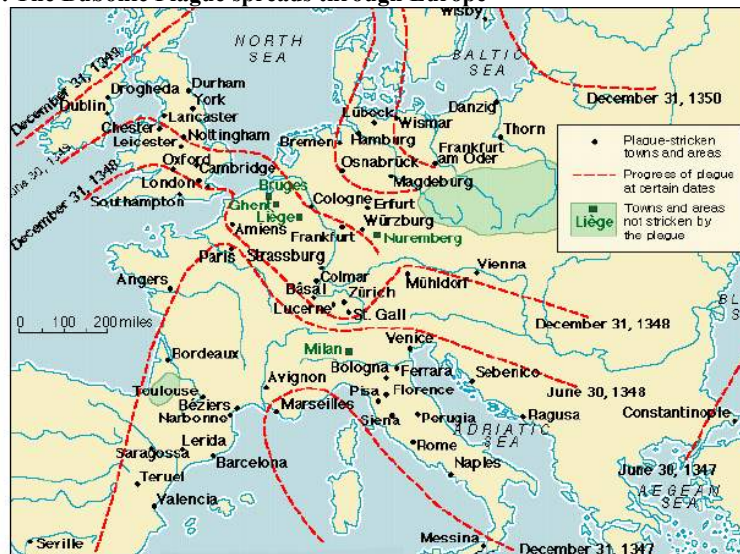 . The Bubonic Plague spreads through Europe
NORTH
SEA
BALTIC
SEA
Wisby
December 31, 1349
June 30, 1349
December 31, 1348
December 31, 1350
Drogheda
Dublin
Durham
York
Lancaster
Chester
Nottingham
Leicester
Oxford
Cambridge
London
Southampton
Lübeck
Wismar
Danzig
Bremen
Hamburg
Frankfurt
am Oder
Thorn
Osnabrück
Magdeburg
Bruges
Ghent
Liège
Cologne
Erfurt
Würzburg
Amiens
Frankfurt
Nuremberg
Paris
Strassburg
Angers
Colmar
Basal
Zürich
Mühldorf
Vienna
Lucerne
St. Gall
Plague-stricken
towns and areas
Progress of plague
at certain dates
Liège
Towns and areas
not stricken by
the plague
0 100 200 miles
December 31, 1348
Bordeaux
Milan
Venice
Bologna
Ferrara
Sebenico
June 30, 1348
Toulouse
Avignon
Pisa
Florence
Béziers
Narbonne
Marseilles
Siena
Perugia
Ragusa
Constantinople
ADRIATIC
SEA
Saragossa
Lerida
Barcelona
Rome
Naples
Teruel
Valencia
June 30, 1347
AEGEAN
SEA
Seville
Messina
December 31, 1347